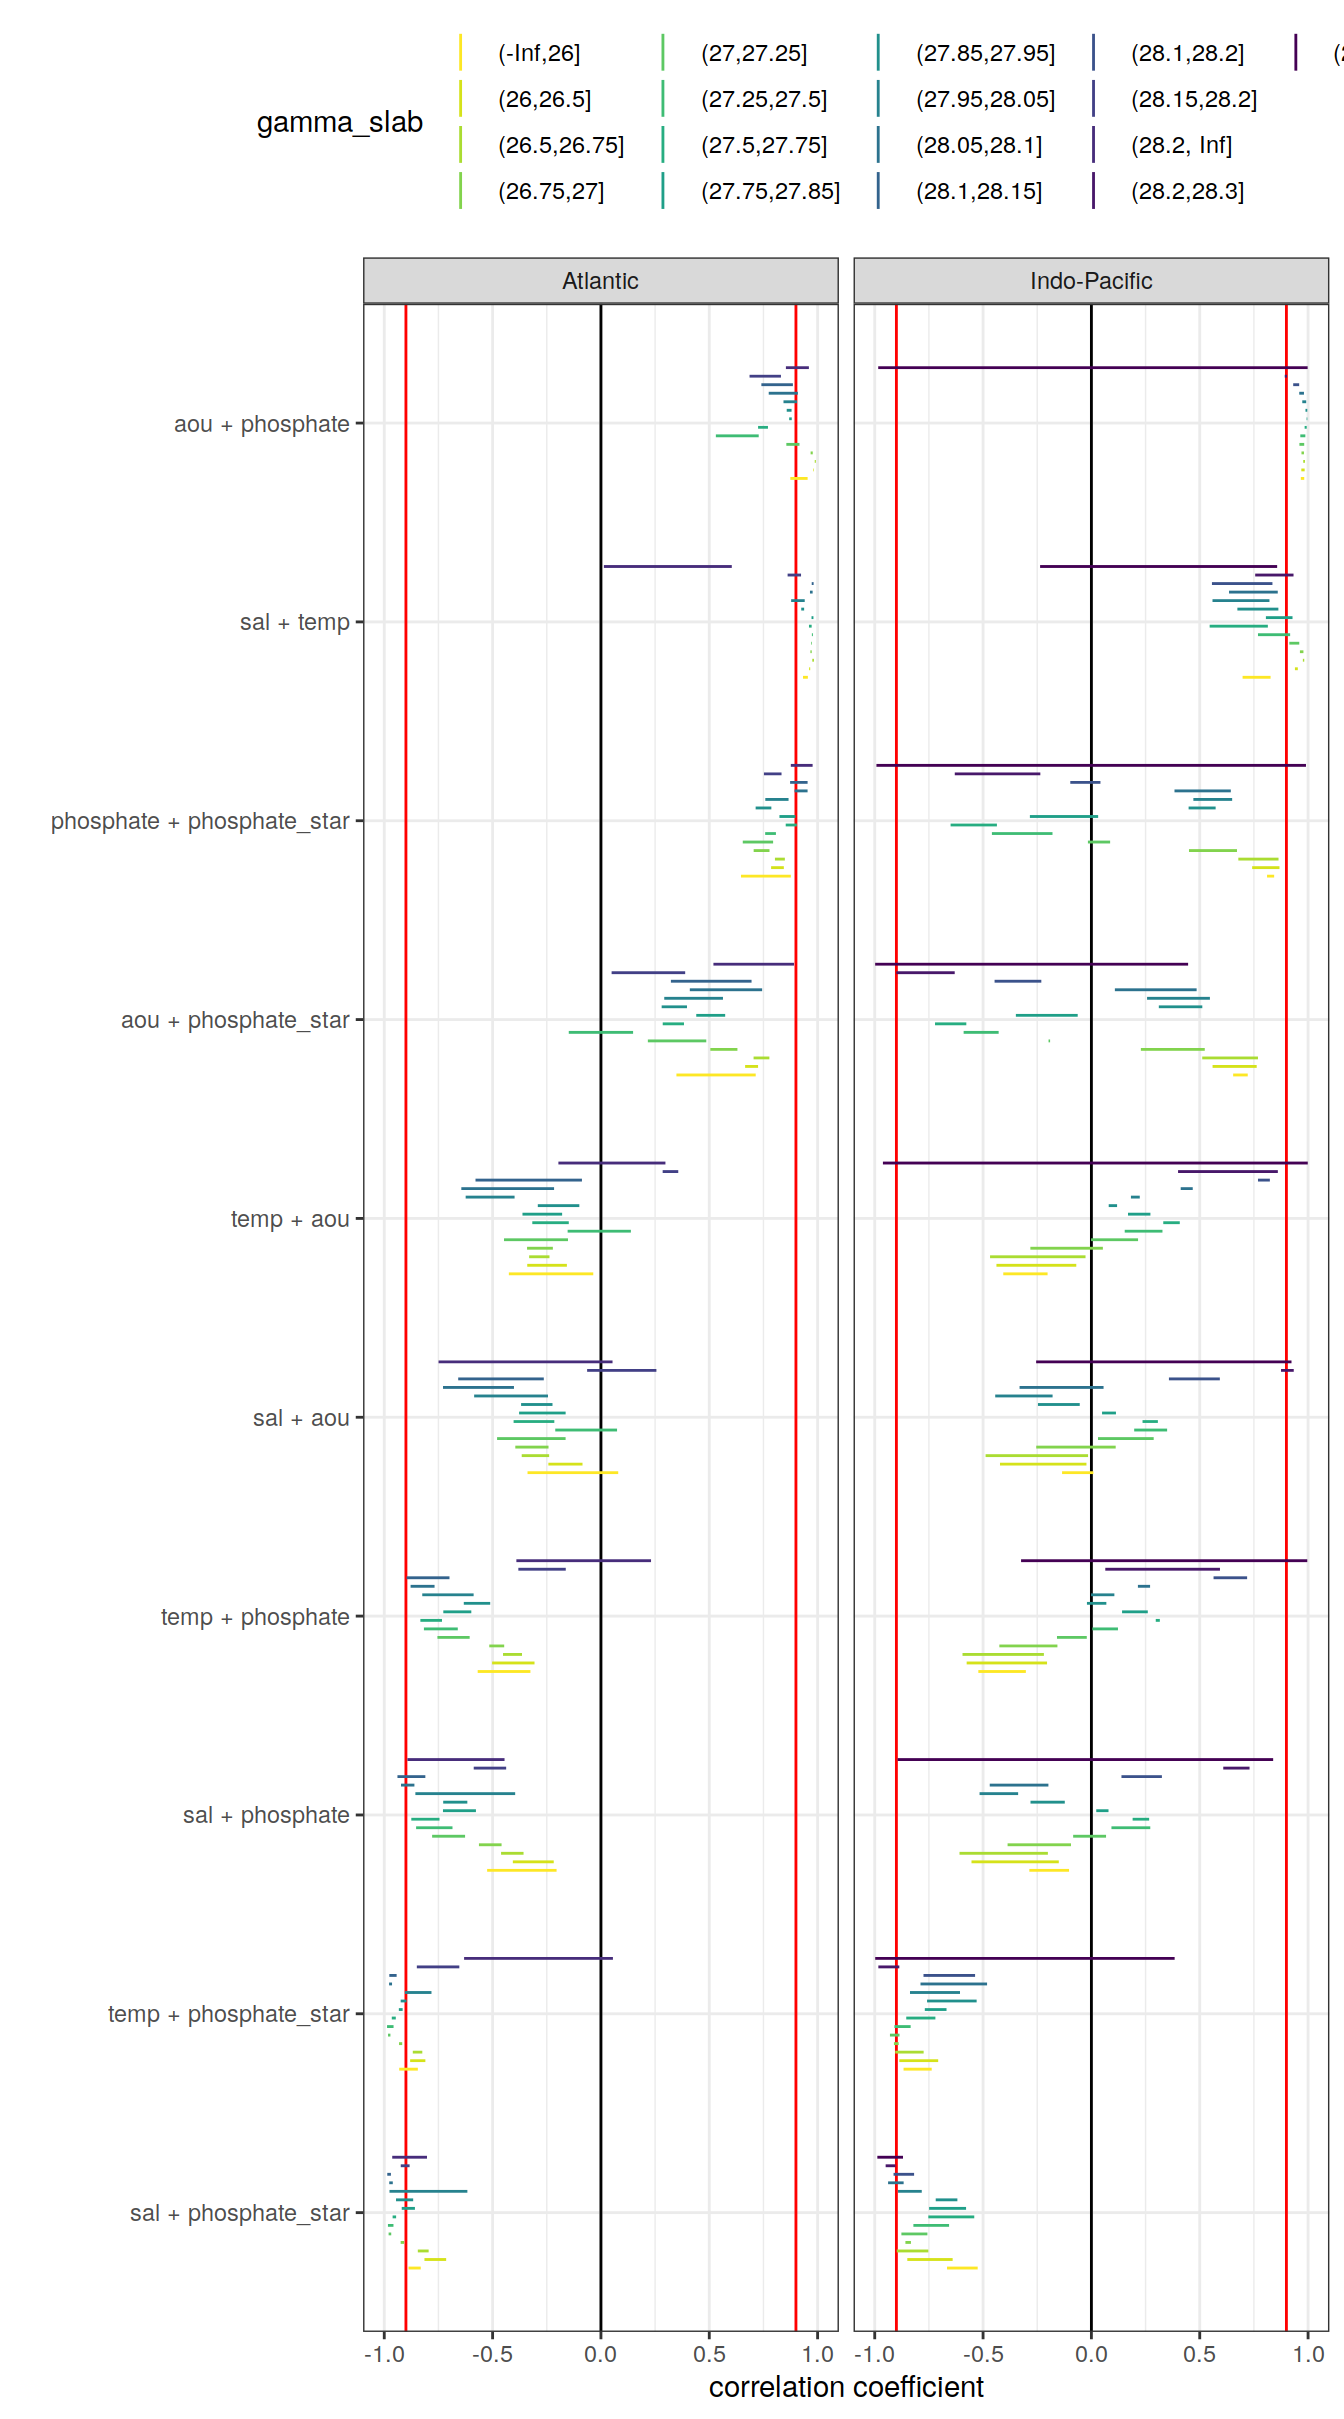 gamma_slab
(-Inf,26] (27,27.25] (27.85,27.95] (28.1,28.2]
(26,26.5] (27.25,27.5] (27.95,28.05] (28.15,28.2]
(26.5,26.75] (27.5,27.75] (28.05,28.1] (28.2, Inf]
(26.75,27] (27.75,27.85] (28.1,28.15] (28.2,28.3]
Atlantic Indo-Pacific
aou + phosphate
sal + temp
phosphate + phosphate_star
aou + phosphate_star
temp + aou
sal + aou
temp + phosphate
sal + phosphate
temp + phosphate_star
sal + phosphate_star
-1.0 -0.5 0.0 0.5 1.0 -1.0 -0.5 0.0 0.5 1.0
correlation coefficient